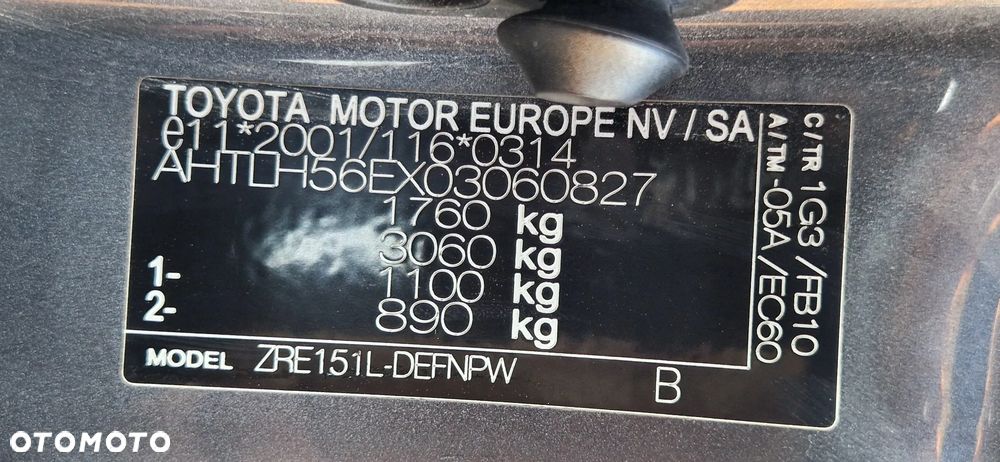 TOYOTA MOTOR EUROPE NV / SA
e11*2001/116*0314
1760 kg
3060 kg
1- 1100 kg
2- 890 kg
MODEL ZRE151L-DEFNPW
B
C/TR 1G3 / FB10
A/TM -05A / EC60
OTOMOTO